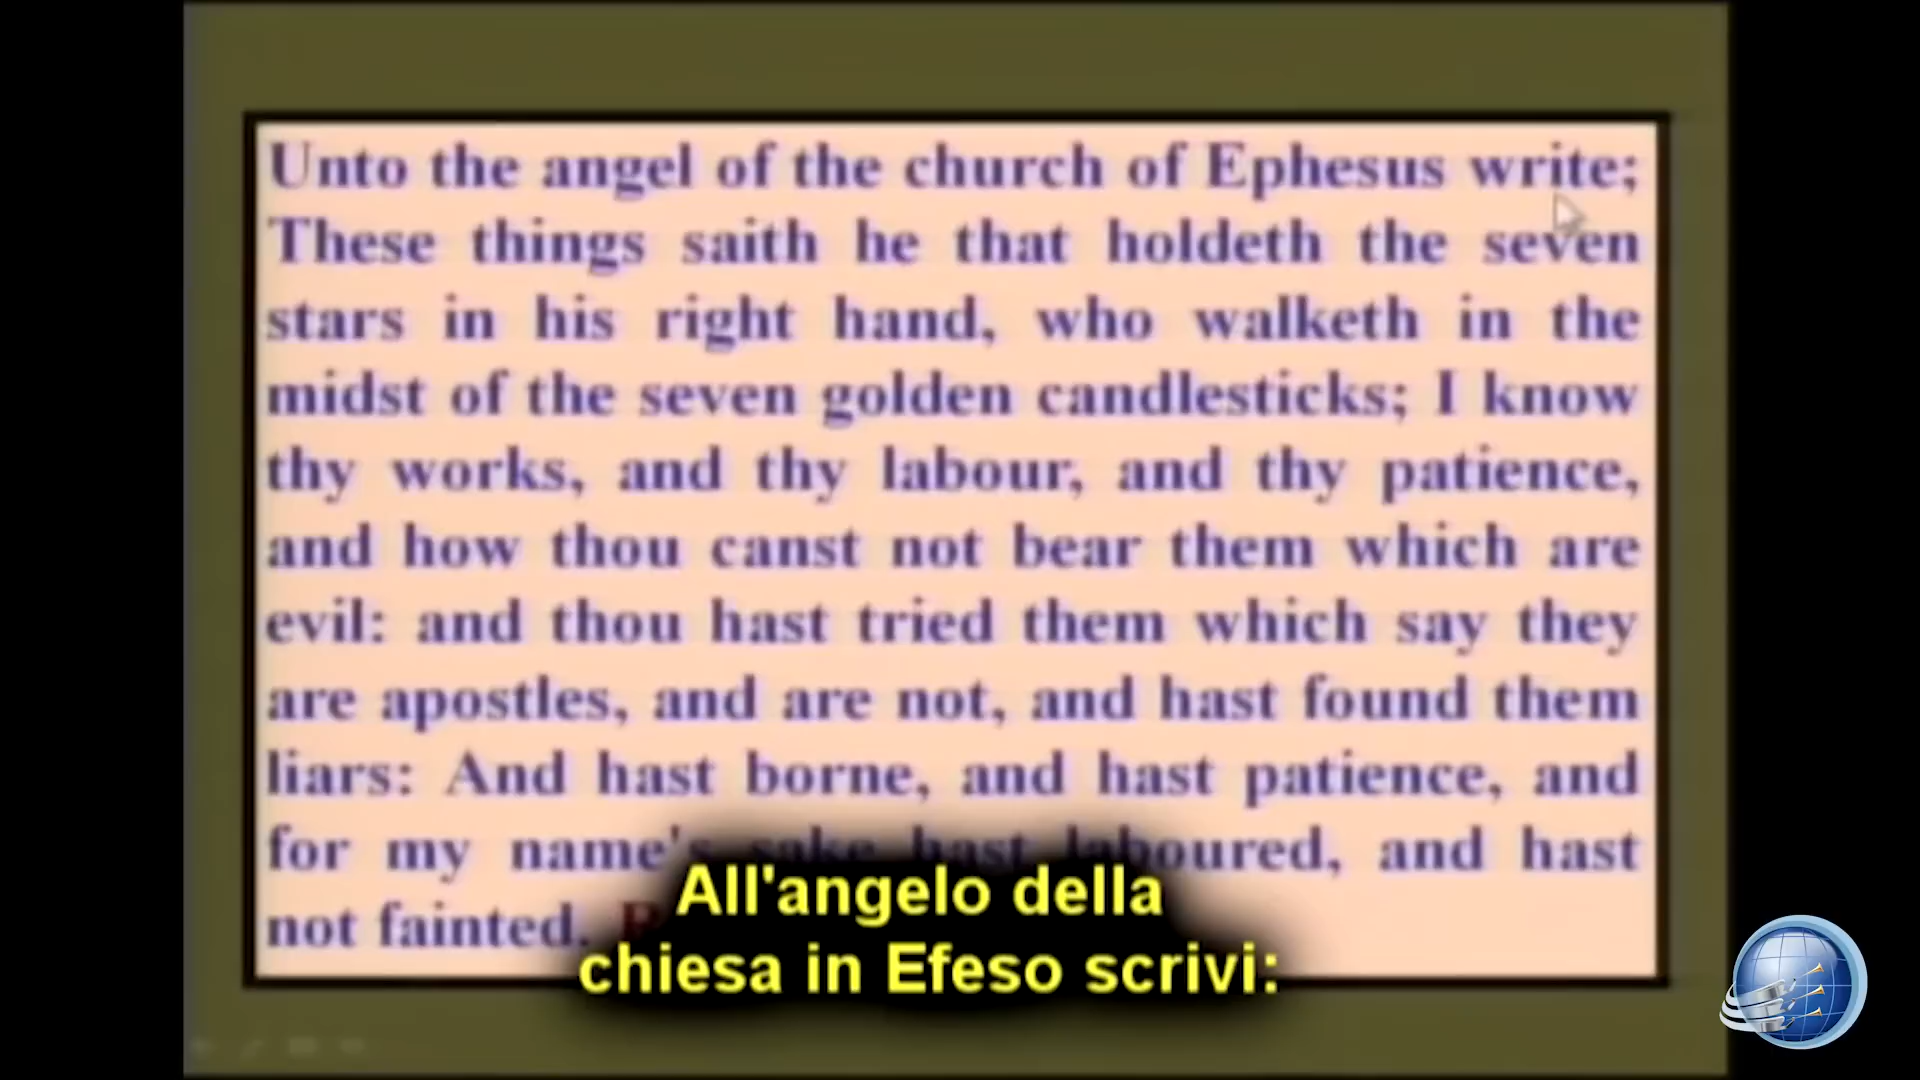 Unto the angel of the church of Ephesus write;
These things saith he that holdeth the seven
stars in his right hand, who walketh in the
midst of the seven golden candlesticks; I know
thy works, and thy labour, and thy patience,
and how thou canst not bear them which are
evil: and thou hast tried them which say they
are apostles, and are not, and hast found them
liars: And hast borne, and hast patience, and
for my name's sake hast laboured, and hast
not fainted.
All'angelo della
chiesa in Efeso scrivi: